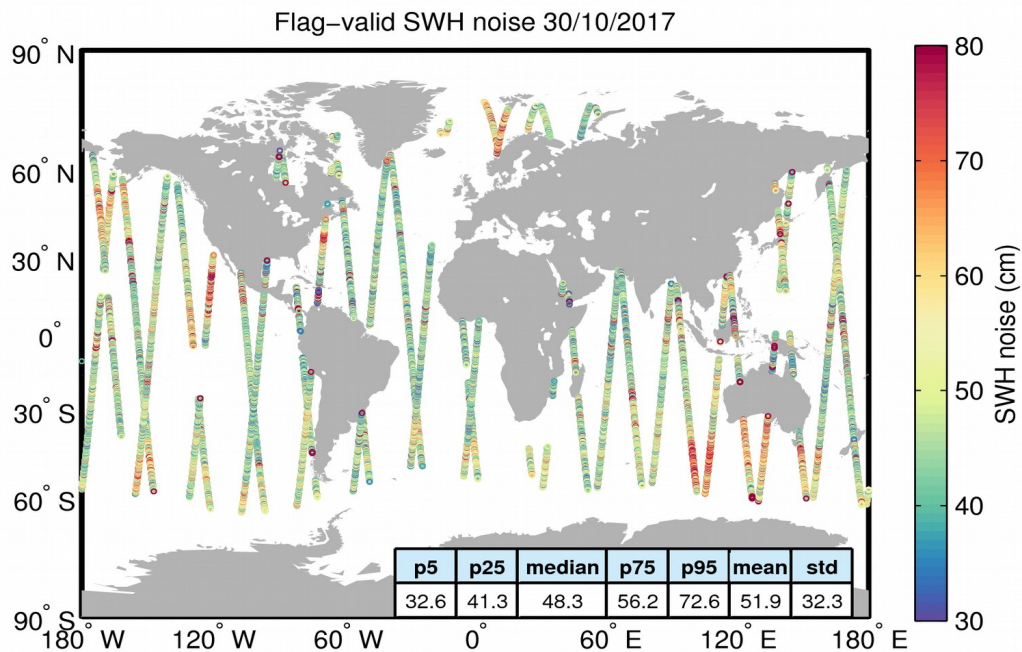 Flag−valid SWH noise 30/10/2017
90° N
60° N
30° N
0°
30° S
60° S
90° S
180° W
120° W
60° W
0°
60° E
120° E
180° E
p5 p25 median p75 p95 mean std
32.6 41.3 48.3 56.2 72.6 51.9 32.3
80
70
60
50
40
30
SWH noise (cm)